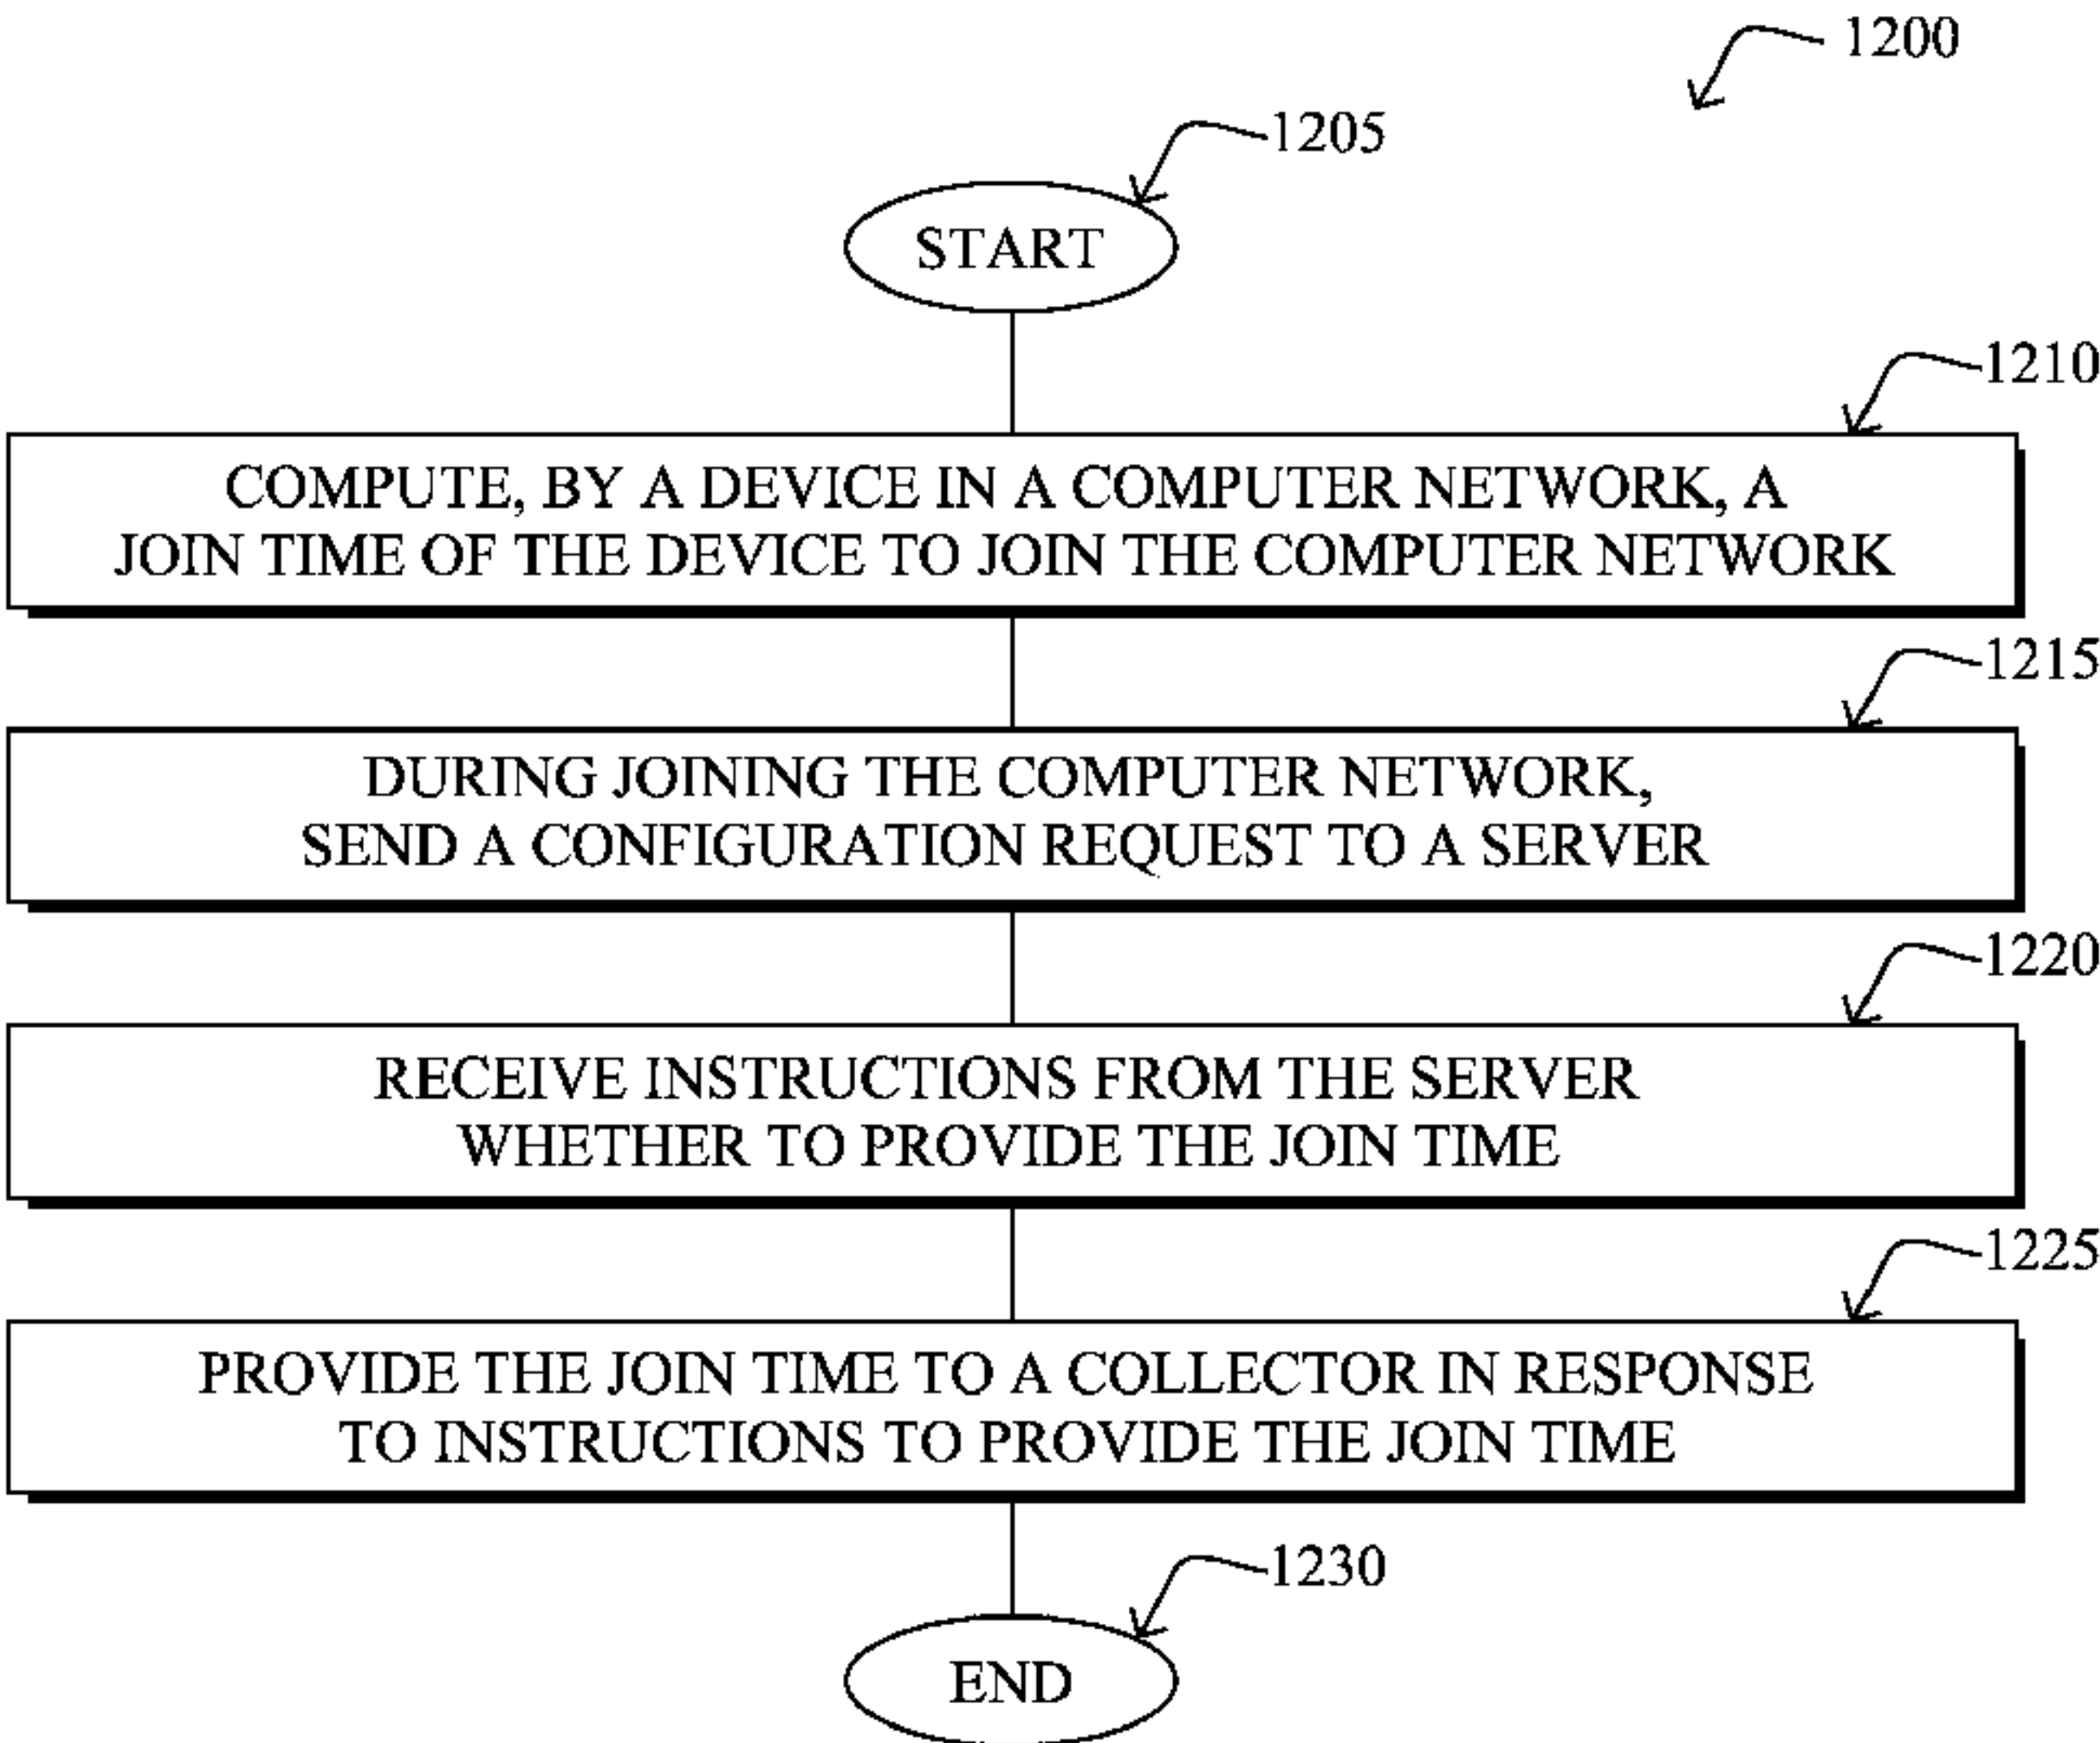 1200
1205
START
1210
COMPUTE, BY A DEVICE IN A COMPUTER NETWORK, A
JOIN TIME OF THE DEVICE TO JOIN THE COMPUTER NETWORK
1215
DURING JOINING THE COMPUTER NETWORK,
SEND A CONFIGURATION REQUEST TO A SERVER
1220
RECEIVE INSTRUCTIONS FROM THE SERVER
WHETHER TO PROVIDE THE JOIN TIME
1225
PROVIDE THE JOIN TIME TO A COLLECTOR IN RESPONSE
TO INSTRUCTIONS TO PROVIDE THE JOIN TIME
1230
END